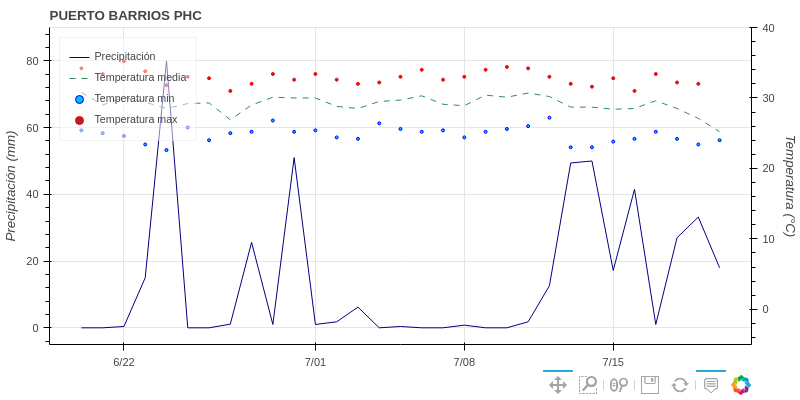 PUERTO BARRIOS PHC
Precipitación
Temperatura media
Temperatura min
Temperatura max
Precipitación (mm)
80
60
40
20
0
Temperatura (°C)
40
30
20
10
0
6/22
7/01
7/08
7/15